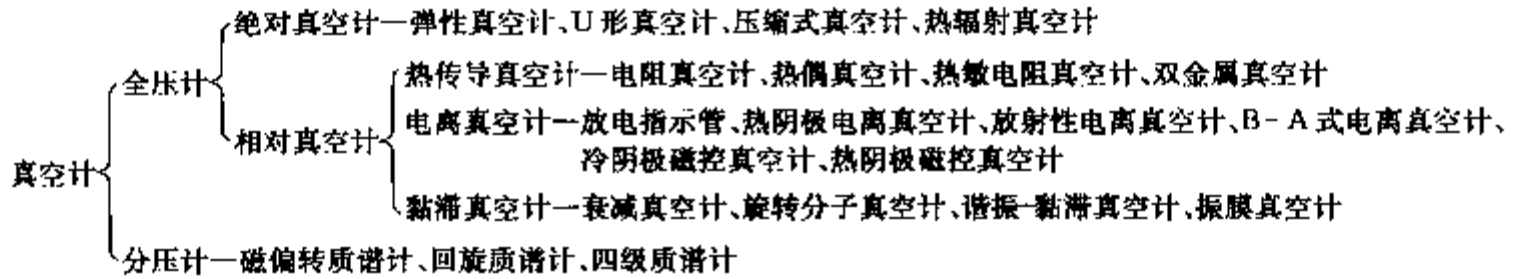 绝对真空计—弹性真空计、U 形真空计、压缩式真空计、热辐射真空计
全压计
热传导真空计—电阻真空计、热偶真空计、热敏电阻真空计、双金属真空计
相对真空计
电离真空计—放电指示管、热阴极电离真空计、放射性电离真空计、B-A 式电离真空计、
冷阴极磁控真空计、热阴极磁控真空计
真空计
黏滞真空计—衰减真空计、旋转分子真空计、谐振-黏滞真空计、振膜真空计
分压计—磁偏转质谱计、回旋质谱计、四级质谱计